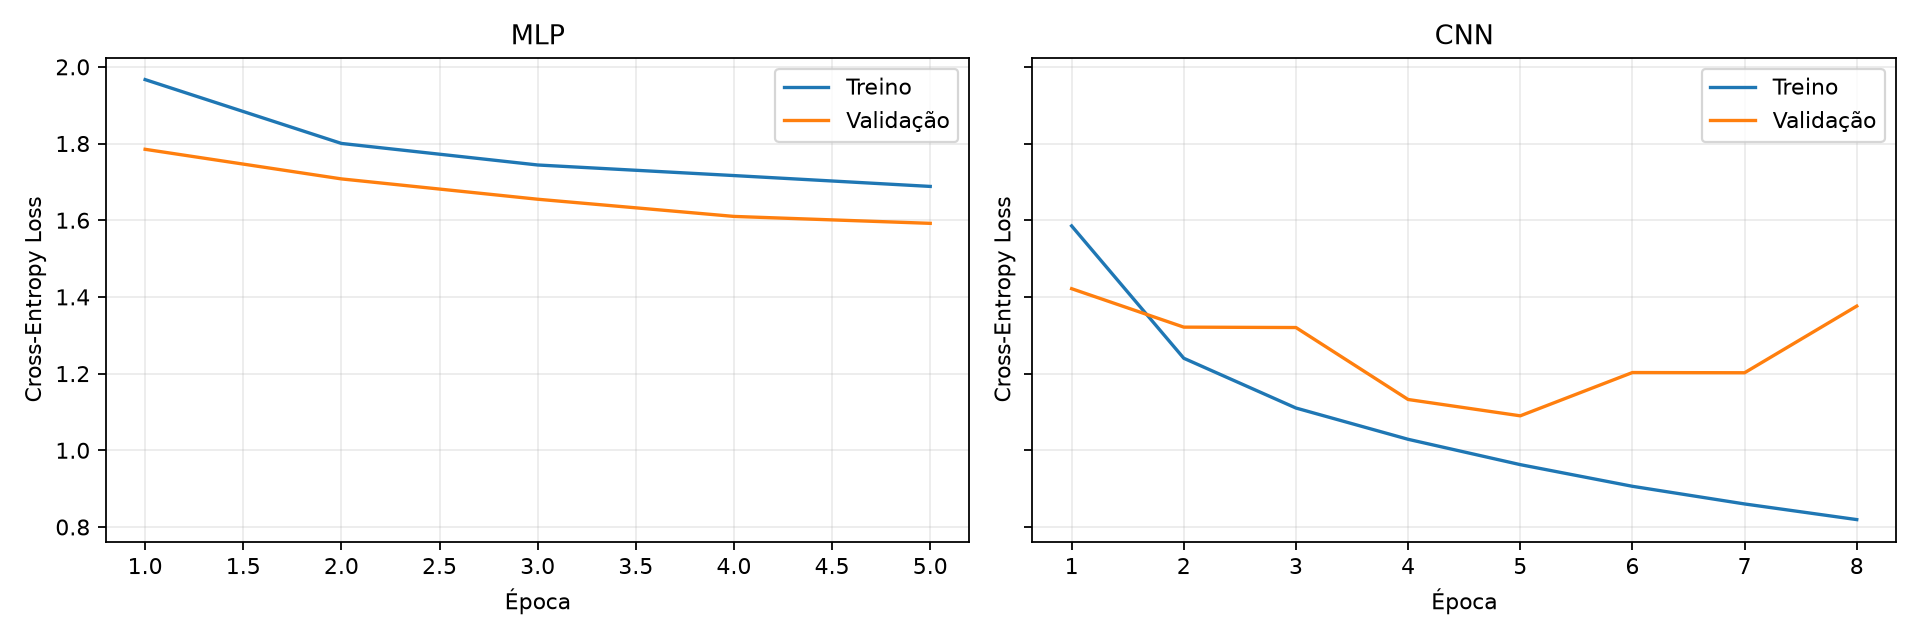 MLP
Treino
Validação
Cross-Entropy Loss
2.0
1.8
1.6
1.4
1.2
1.0
0.8
1.0 1.5 2.0 2.5 3.0 3.5 4.0 4.5 5.0
Época
CNN
Treino
Validação
Cross-Entropy Loss
1 2 3 4 5 6 7 8
Época